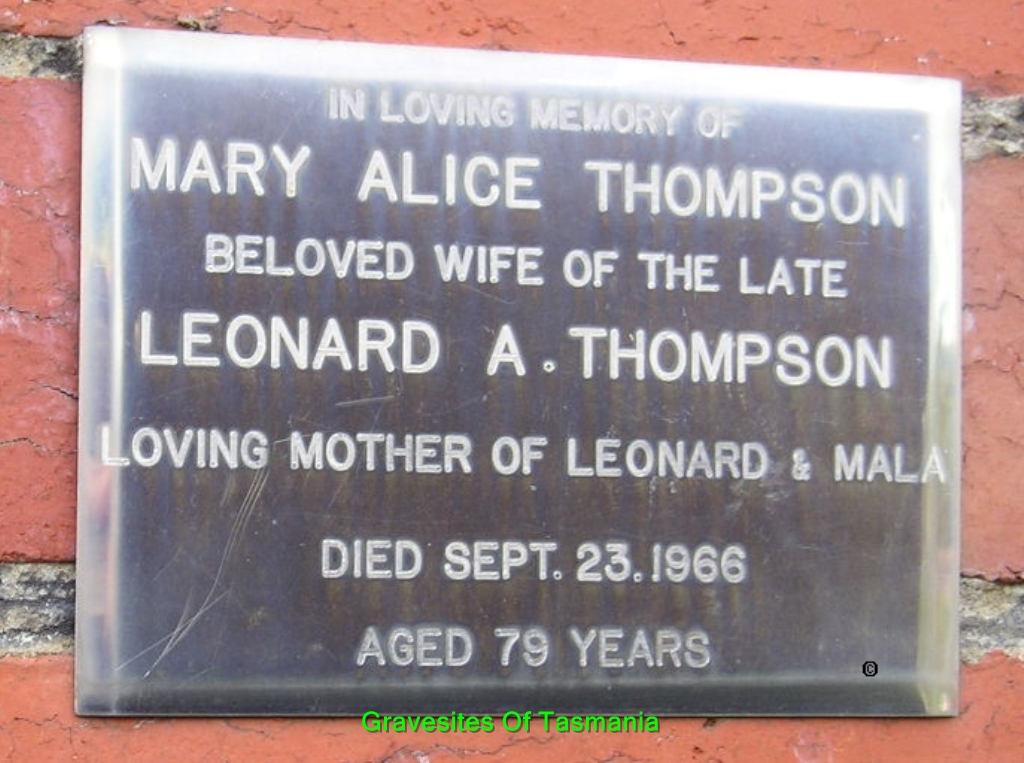 IN LOVING MEMORY OF
MARY ALICE THOMPSON
BELOVED WIFE OF THE LATE
LEONARD A. THOMPSON
LOVING MOTHER OF LEONARD & MALA
DIED SEPT. 23. 1966
AGED 79 YEARS
©
Gravesites Of Tasmania